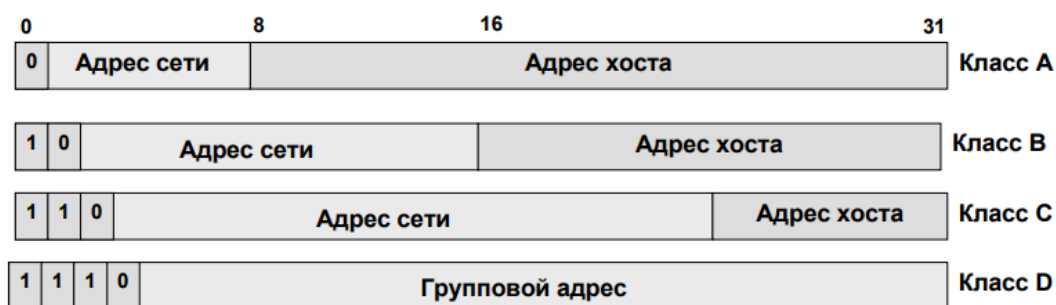 0 8 16 31
0 Адрес сети Адрес хоста Класс A
1 0 Адрес сети Адрес хоста Класс B
1 1 0 Адрес сети Адрес хоста Класс C
1 1 1 0 Групповой адрес Класс D